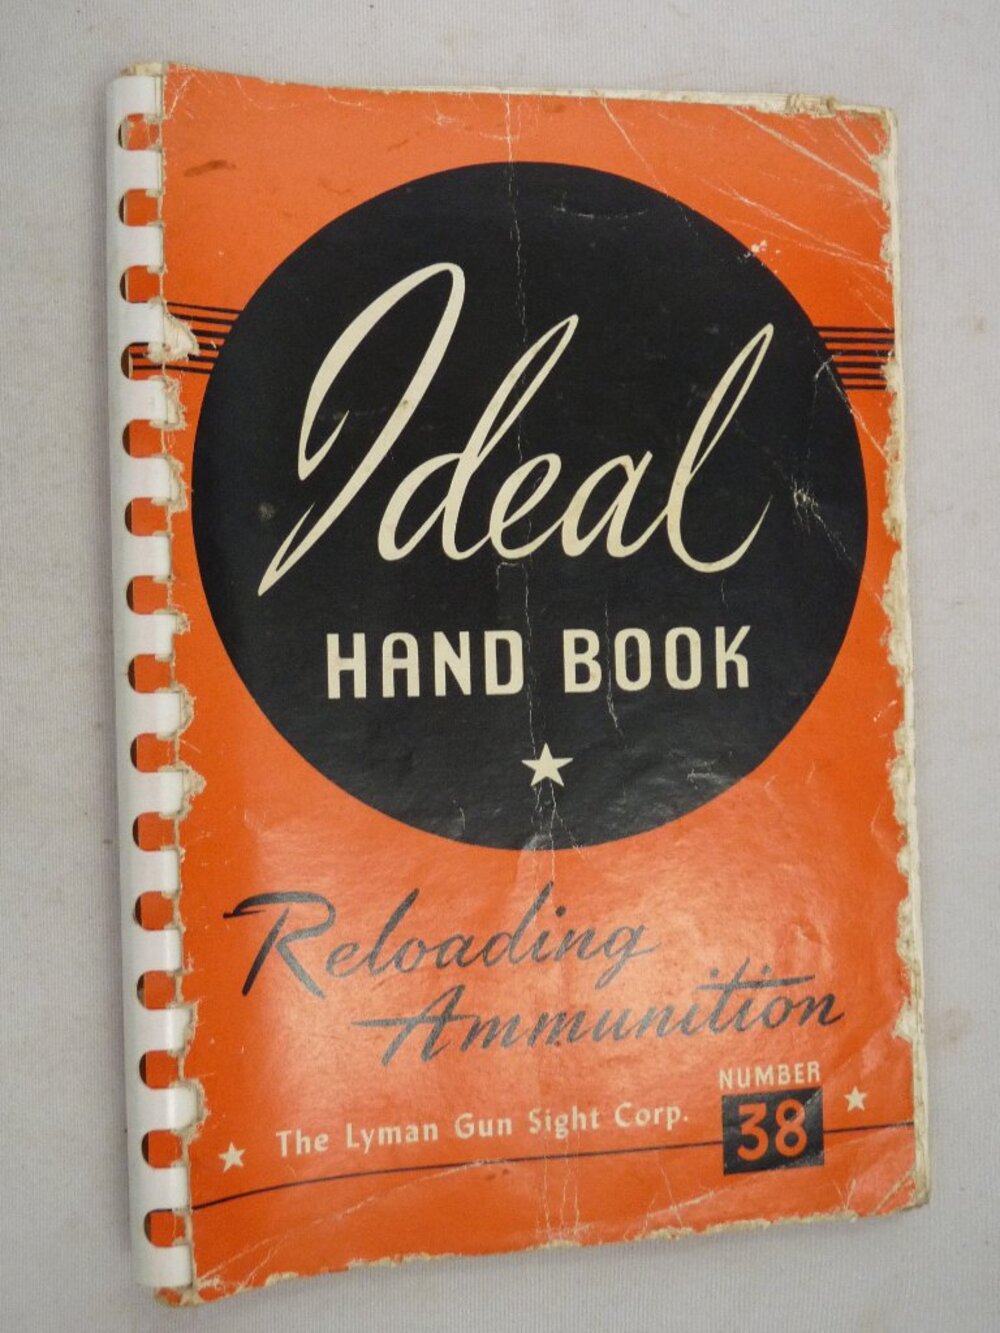 Ideal
HAND BOOK
Reloading
Ammunition
NUMBER
38
The Lyman Gun Sight Corp.